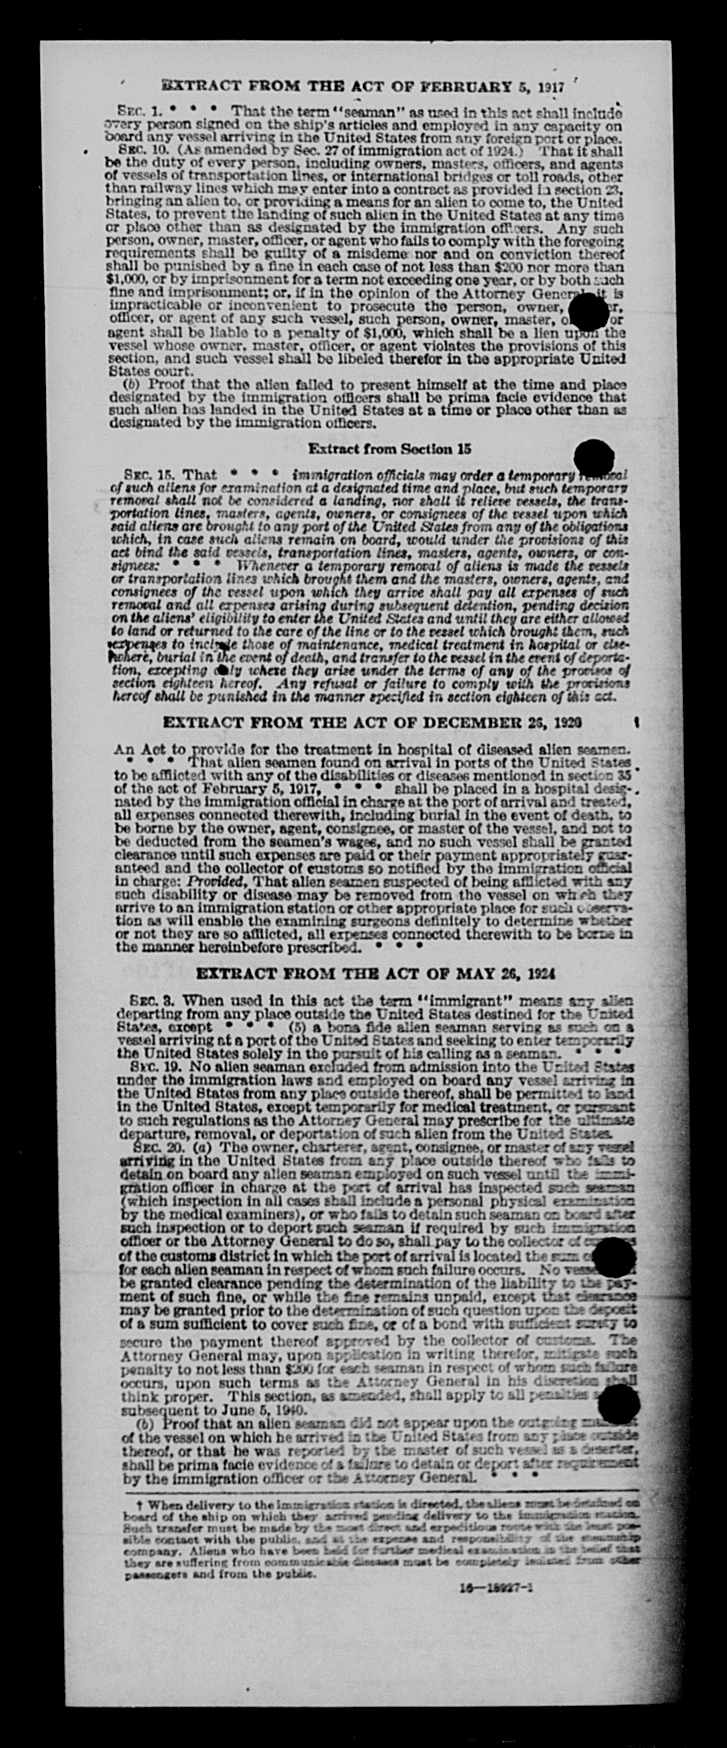 EXTRACT FROM THE ACT OF FEBRUARY 5, 1917
SEC. 1. * * * That the term "seaman" as used in this act shall include
every person signed on the ship's articles and employed in any capacity on
board any vessel arriving in the United States from any foreign port or place.
SEC. 10. (As amended by Sec. 27 of immigration act of 1924.) That it shall
be the duty of every person, including owners, masters, officers, and agents
of vessels of transportation lines, or international bridges or toll roads, other
than railway lines which may enter into a contract as provided in section 23,
bringing an alien to, or providing a means for an alien to come to, the United
States, to prevent the landing of such alien in the United States at any time
or place other than as designated by the immigration officers. Any such
person, owner, master, officer, or agent who fails to comply with the foregoing
requirements shall be guilty of a misdeme nor and on conviction thereof
shall be punished by a fine in each case of not less than $200 nor more than
$1,000, or by imprisonment for a term not exceeding one year, or by both such
fine and imprisonment; or, if in the opinion of the Attorney General it is
impracticable or inconvenient to prosecute the person, owner,
officer, or agent of any such vessel, such person, owner, master, or
agent shall be liable to a penalty of $1,000, which shall be a lien upon the
vessel whose owner, master, officer, or agent violates the provisions of this
section, and such vessel shall be libeled therefor in the appropriate United
States court.
(b) Proof that the alien failed to present himself at the time and place
designated by the immigration officers shall be prima facie evidence that
such alien has landed in the United States at a time or place other than as
designated by the immigration officers.
Extract from Section 15
SEC. 15. That * * * immigration officials may order a temporary removal
of such aliens for examination at a designated time and place, but such temporary
removal shall not be considered a landing, nor shall it relieve vessels, the trans-
portation lines, masters, agents, owners, or consignees of the vessel upon which
said aliens are brought to any port of the United States from any of the obligations
which, in case such aliens remain on board, would under the provisions of this
act bind the said vessels, transportation lines, masters, agents, owners, or con-
signees: * * * Whenever a temporary removal of aliens is made the vessels
or transportation lines which brought them and the masters, owners, agents, and
consignees of the vessel upon which they arrive shall pay all expenses of such
removal and all expenses arising during subsequent detention, pending decision
on the aliens' eligibility to enter the United States and until they are either allowed
to land or returned to the care of the line or to the vessel which brought them, such
expenses to include those of maintenance, medical treatment in hospital or else-
where, burial in the event of death, and transfer to the vessel in the event of deporta-
tion, excepting only where they arise under the terms of any of the provisos of
section eighteen hereof. Any refusal or failure to comply with the provisions
hereof shall be punished in the manner specified in section eighteen of this act.
EXTRACT FROM THE ACT OF DECEMBER 26, 1920
An Act to provide for the treatment in hospital of diseased alien seamen.
* * * That alien seamen found on arrival in ports of the United States
to be afflicted with any of the disabilities or diseases mentioned in section 35
of the act of February 5, 1917, * * * shall be placed in a hospital desig-
nated by the immigration official in charge at the port of arrival and treated,
all expenses connected therewith, including burial in the event of death, to
be borne by the owner, agent, consignee, or master of the vessel, and not to
be deducted from the seamen's wages, and no such vessel shall be granted
clearance until such expenses are paid or their payment appropriately guar-
anteed and the collector of customs so notified by the immigration official
in charge: Provided, That alien seamen suspected of being afflicted with any
such disability or disease may be removed from the vessel on which they
arrive to an immigration station or other appropriate place for such observa-
tion as will enable the examining surgeons definitely to determine whether
or not they are so afflicted, all expenses connected therewith to be borne in
the manner hereinbefore prescribed. * * *
EXTRACT FROM THE ACT OF MAY 26, 1924
SEC. 3. When used in this act the term "immigrant" means any alien
departing from any place outside the United States destined for the United
States, except * * * (5) a bona fide alien seaman serving as such on a
vessel arriving at a port of the United States and seeking to enter temporarily
the United States solely in the pursuit of his calling as a seaman. * * *
SEC. 19. No alien seaman excluded from admission into the United States
under the immigration laws and employed on board any vessel arriving in
the United States from any place outside thereof, shall be permitted to land
in the United States, except temporarily for medical treatment, or pursuant
to such regulations as the Attorney General may prescribe for the ultimate
departure, removal, or deportation of such alien from the United States.
SEC. 20. (a) The owner, charterer, agent, consignee, or master of any vessel
arriving in the United States from any place outside thereof who fails to
detain on board any alien seaman employed on such vessel until the immi-
gration officer in charge at the port of arrival has inspected such seaman
(which inspection in all cases shall include a personal physical examination
by the medical examiners), or who fails to detain such seaman on board after
such inspection or to deport such seaman if required by such immigration
officer or the Attorney General to do so, shall pay to the collector of customs
of the customs district in which the port of arrival is located the sum of
for each alien seaman in respect of whom such failure occurs. No vessel
be granted clearance pending the determination of the liability to the pay-
ment of such fine, or while the fine remains unpaid, except that clearance
may be granted prior to the determination of such question upon the deposit
of a sum sufficient to cover such fine, or of a bond with sufficient surety to
secure the payment thereof approved by the collector of customs. The
Attorney General may, upon application in writing therefor, mitigate such
penalty to not less than $200 for each seaman in respect of whom such failure
occurs, upon such terms as the Attorney General in his discretion shall
think proper. This section, as amended, shall apply to all penalties
subsequent to June 5, 1940.
(b) Proof that an alien seaman did not appear upon the outgoing manifest
of the vessel on which he arrived in the United States from any place outside
thereof, or that he was reported by the master of such vessel as a deserter,
shall be prima facie evidence of a failure to detain or deport after requirement
by the immigration officer or the Attorney General. * * *
† When delivery to the immigration station is directed, the aliens must be detained on
board of the ship on which they arrived pending delivery to the immigration station.
Such transfer must be made by the most direct and expeditious route with the least pos-
sible contact with the public, and at the expense and responsibility of the steamship
company. Aliens who have been held for further medical examination in the belief that
they are suffering from communicable diseases must be completely isolated from other
passengers and from the public.
16—18927-1